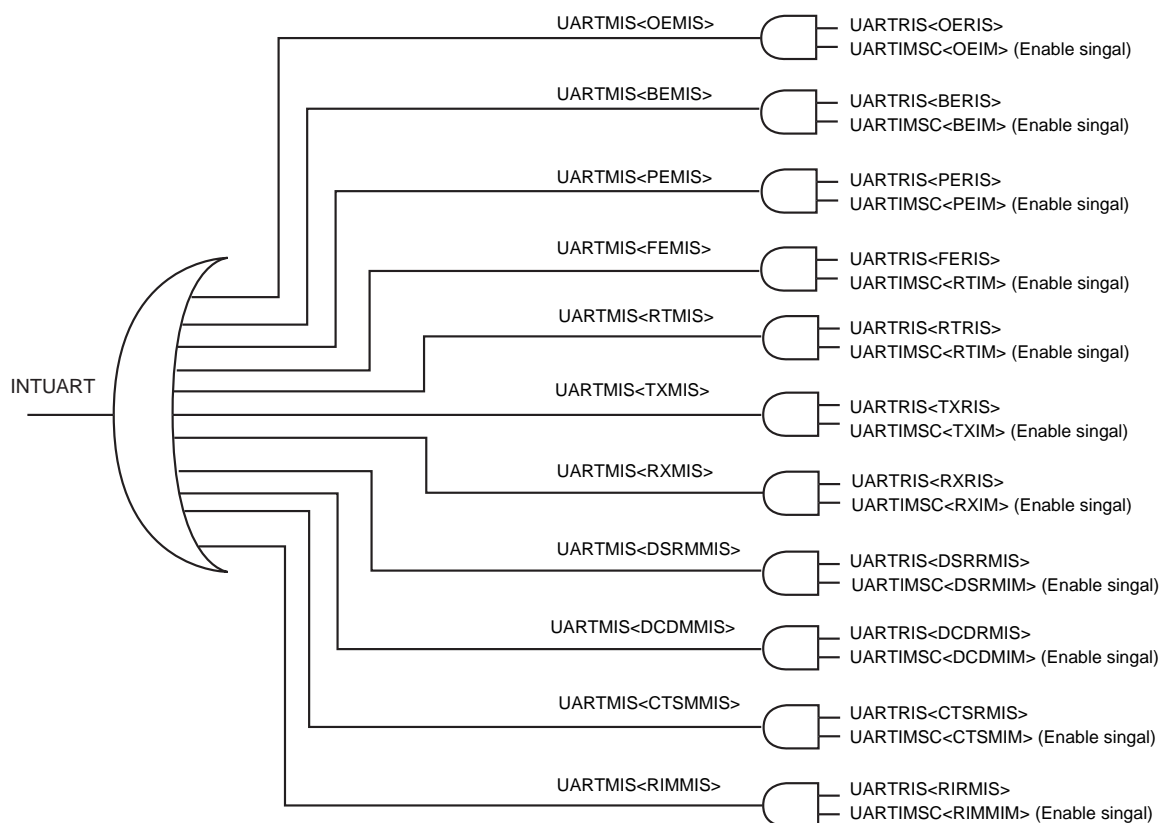 UARTMIS<OEMIS>
UARTRIS<OERIS>
UARTIMSC<OEIM> (Enable singal)
UARTMIS<BEMIS>
UARTRIS<BERIS>
UARTIMSC<BEIM> (Enable singal)
UARTMIS<PEMIS>
UARTRIS<PERIS>
UARTIMSC<PEIM> (Enable singal)
UARTMIS<FEMIS>
UARTRIS<FERIS>
UARTIMSC<RTIM> (Enable singal)
UARTMIS<RTMIS>
UARTRIS<RTRIS>
UARTIMSC<RTIM> (Enable singal)
INTUART
UARTMIS<TXMIS>
UARTRIS<TXRIS>
UARTIMSC<TXIM> (Enable singal)
UARTMIS<RXMIS>
UARTRIS<RXRIS>
UARTIMSC<RXIM> (Enable singal)
UARTMIS<DSRMMIS>
UARTRIS<DSRRMIS>
UARTIMSC<DSRMIM> (Enable singal)
UARTMIS<DCDMMIS>
UARTRIS<DCDRMIS>
UARTIMSC<DCDMIM> (Enable singal)
UARTMIS<CTSMMIS>
UARTRIS<CTSRMIS>
UARTIMSC<CTSMIM> (Enable singal)
UARTMIS<RIMMIS>
UARTRIS<RIRMIS>
UARTIMSC<RIMMIM> (Enable singal)